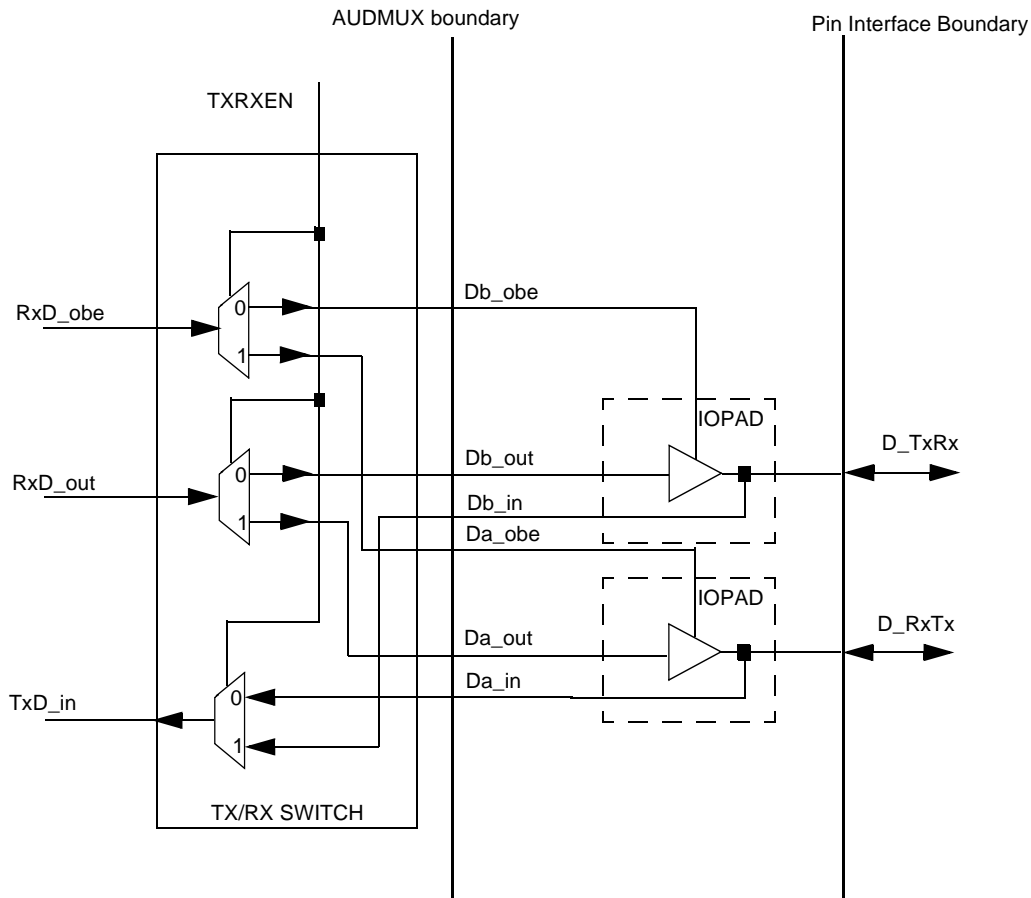 AUDMUX boundary
Pin Interface Boundary
TXRXEN
RxD_obe
0
1
Db_obe
IOPAD
D_TxRx
RxD_out
0
1
Db_out
Db_in
Da_obe
IOPAD
D_RxTx
Da_out
Da_in
TxD_in
0
1
TX/RX SWITCH